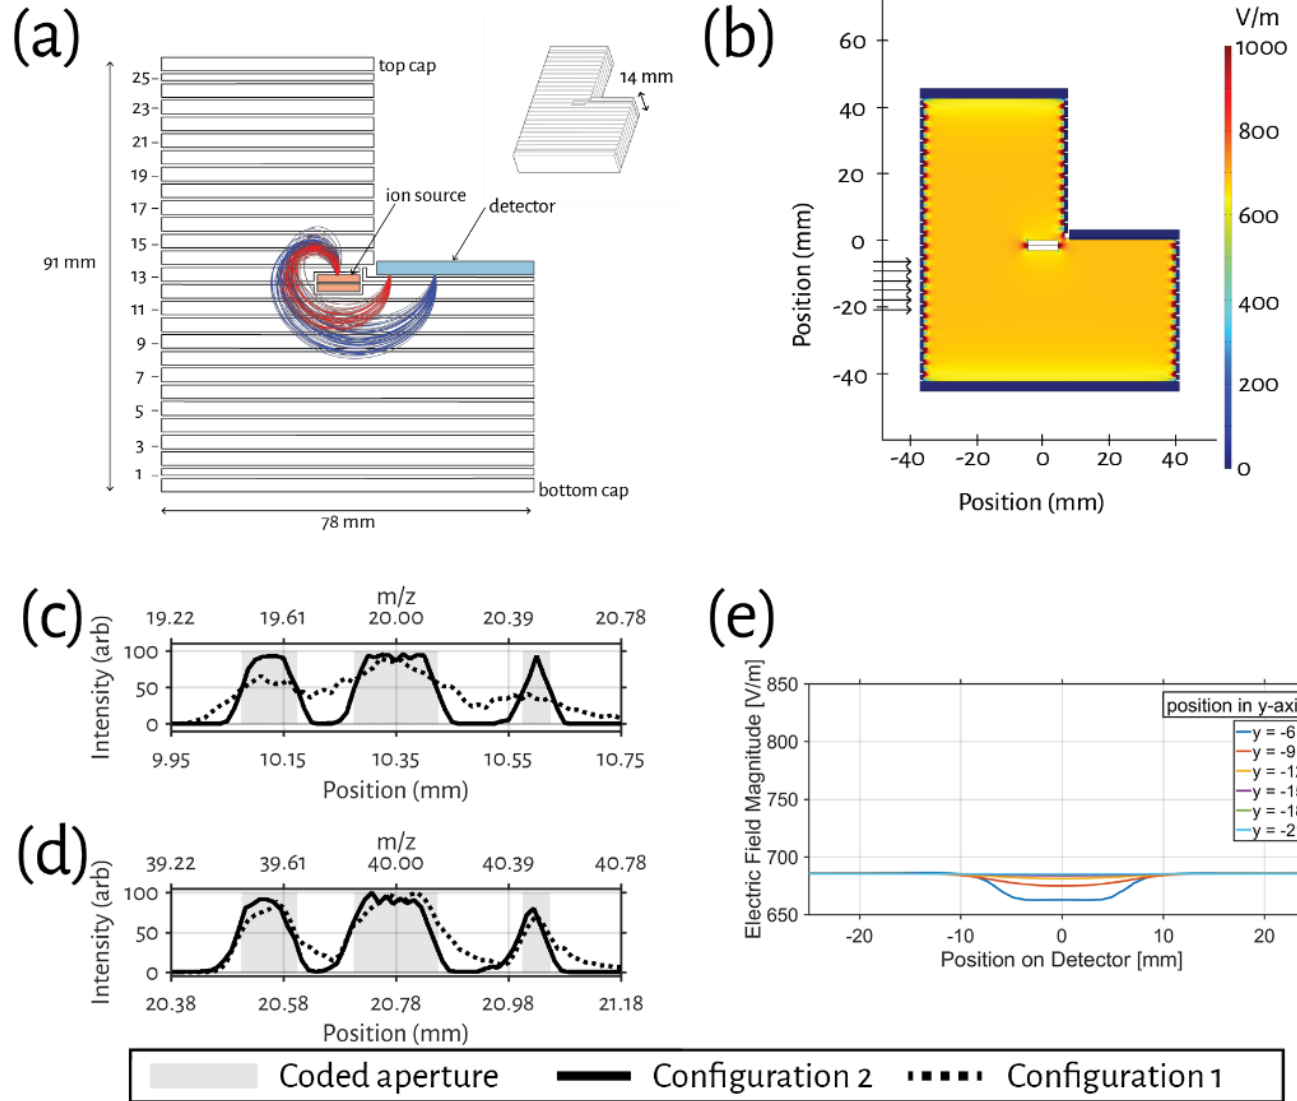 (a)
top cap
25
23
21
19
17
15
13
11
9
7
5
3
1
91 mm
78 mm
14 mm
ion source
detector
bottom cap
(b)
V/m
1000
800
600
400
200
0
60
40
20
0
-20
-40
Position (mm)
-40 -20 0 20 40
Position (mm)
(c)
m/z
19.22 19.61 20.00 20.39 20.78
Intensity (arb)
100
50
0
9.95 10.15 10.35 10.55 10.75
Position (mm)
(d)
m/z
39.22 39.61 40.00 40.39 40.78
Intensity (arb)
100
50
0
20.38 20.58 20.78 20.98 21.18
Position (mm)
(e)
Electric Field Magnitude [V/m]
850
800
750
700
650
position in y-axi
y = -6
y = -9
y = -12
y = -15
y = -18
y = -2
-20 -10 0 10 20
Position on Detector [mm]
Coded aperture Configuration 2 Configuration 1